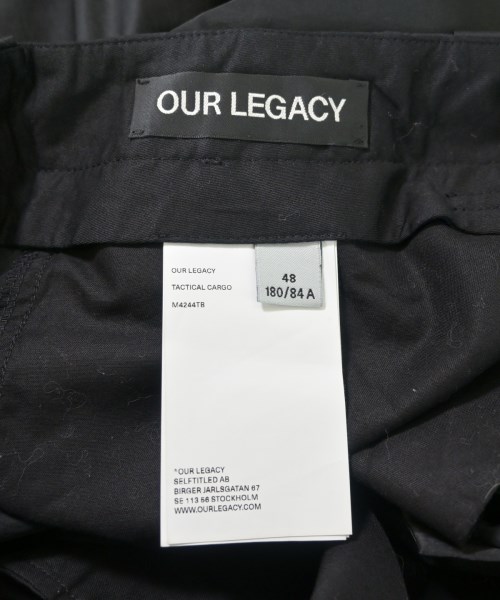 OUR LEGACY
OUR LEGACY
TACTICAL CARGO
M4244TB
48
180/84 A
°OUR LEGACY
SELFTITLED AB
BIRGER JARLSGATAN 67
SE 113 56 STOCKHOLM
WWW.OURLEGACY.COM